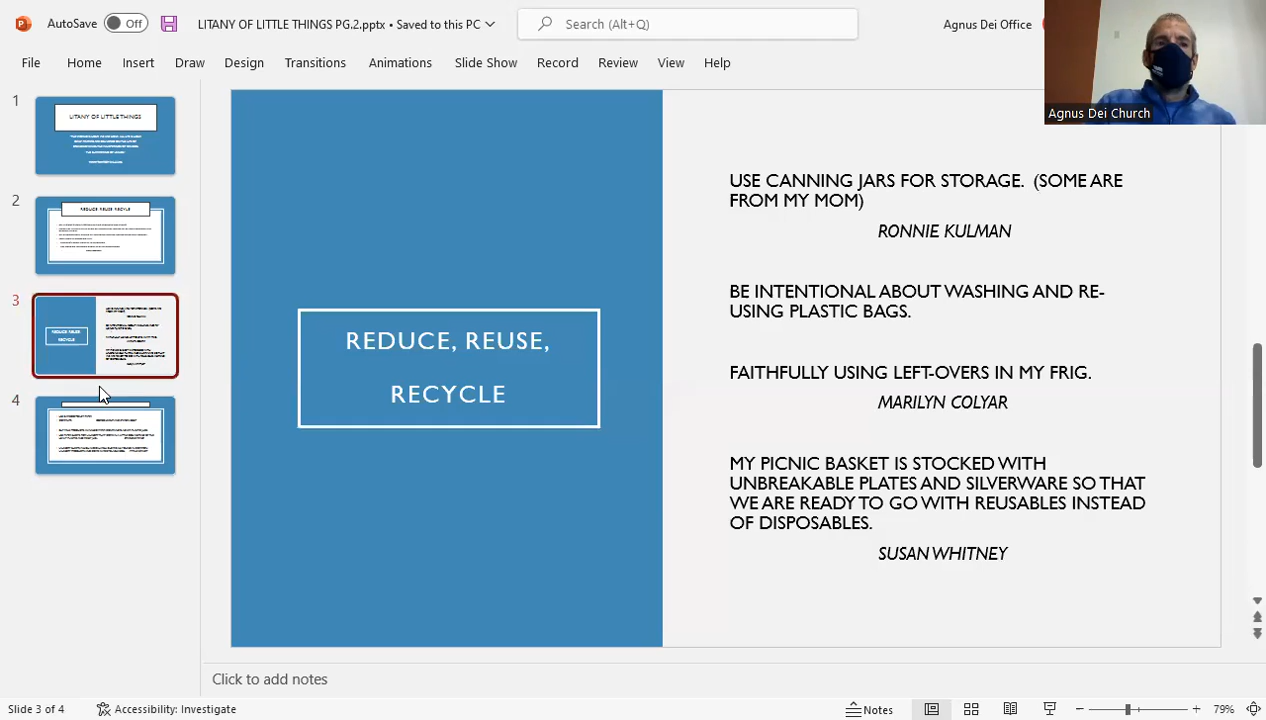 AutoSave Off LITANY OF LITTLE THINGS PG.2.pptx • Saved to this PC Search (Alt+Q) Agnus Dei Office
File Home Insert Draw Design Transitions Animations Slide Show Record Review View Help
Agnus Dei Church
1
LITANY OF LITTLE THINGS
2
REDUCE REUSE RECYLE
3
REDUCE, REUSE,
RECYCLE
4
REDUCE, REUSE,
RECYCLE
USE CANNING JARS FOR STORAGE. (SOME ARE
FROM MY MOM)
RONNIE KULMAN
BE INTENTIONAL ABOUT WASHING AND RE-
USING PLASTIC BAGS.
FAITHFULLY USING LEFT-OVERS IN MY FRIG.
MARILYN COLYAR
MY PICNIC BASKET IS STOCKED WITH
UNBREAKABLE PLATES AND SILVERWARE SO THAT
WE ARE READY TO GO WITH REUSABLES INSTEAD
OF DISPOSABLES.
SUSAN WHITNEY
Click to add notes
Slide 3 of 4 Accessibility: Investigate Notes 79%